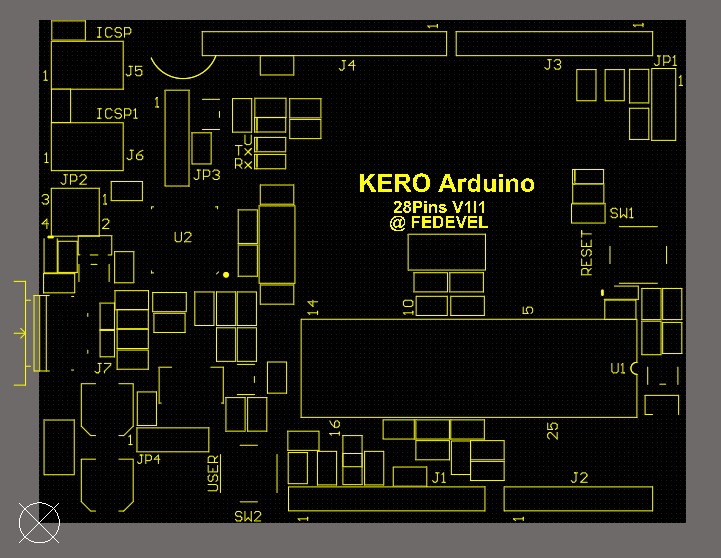 ICSP
1
1
J5
J4
J3
JP1
1
1
ICSP1
1
J6
JP3
U
Tx
Rx
JP2
3
1
4
2
KERO Arduino
28Pins V1I1
@ FEDEVEL
SW1
RESET
U2
14
10
5
J7
U1
1
JP4
16
25
USER
SW2
J1
J2
1
1
1